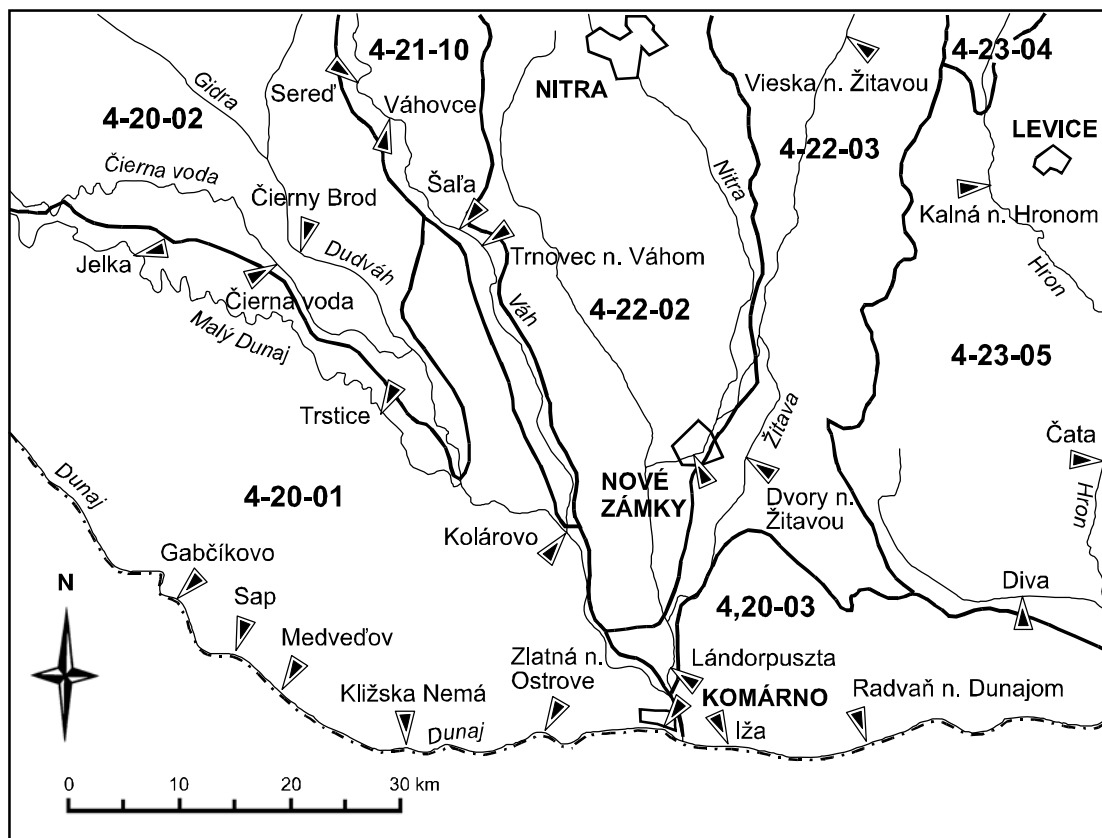 4-21-10
4-23-04
Gidra
Sereď
NITRA
Vieska n. Žitavou
4-20-02
Váhovce
LEVICE
4-22-03
Čierna voda
Nitra
Čierny Brod
Šaľa
Kalná n. Hronom
Jelka
Dudváh
Trnovec n. Váhom
Čierna voda
Hron
Váh
4-22-02
Malý Dunaj
4-23-05
Trstice
Žitava
Čata
Dunaj
4-20-01
NOVÉ
ZÁMKY
Dvory n.
Žitavou
Hron
Kolárovo
Gabčíkovo
Diva
N
Sap
4,20-03
Medveďov
Zlatná n.
Ostrove
Lándorpuszta
Kližska Nemá
KOMÁRNO
Radvaň n. Dunajom
Dunaj
Iža
0 10 20 30 km